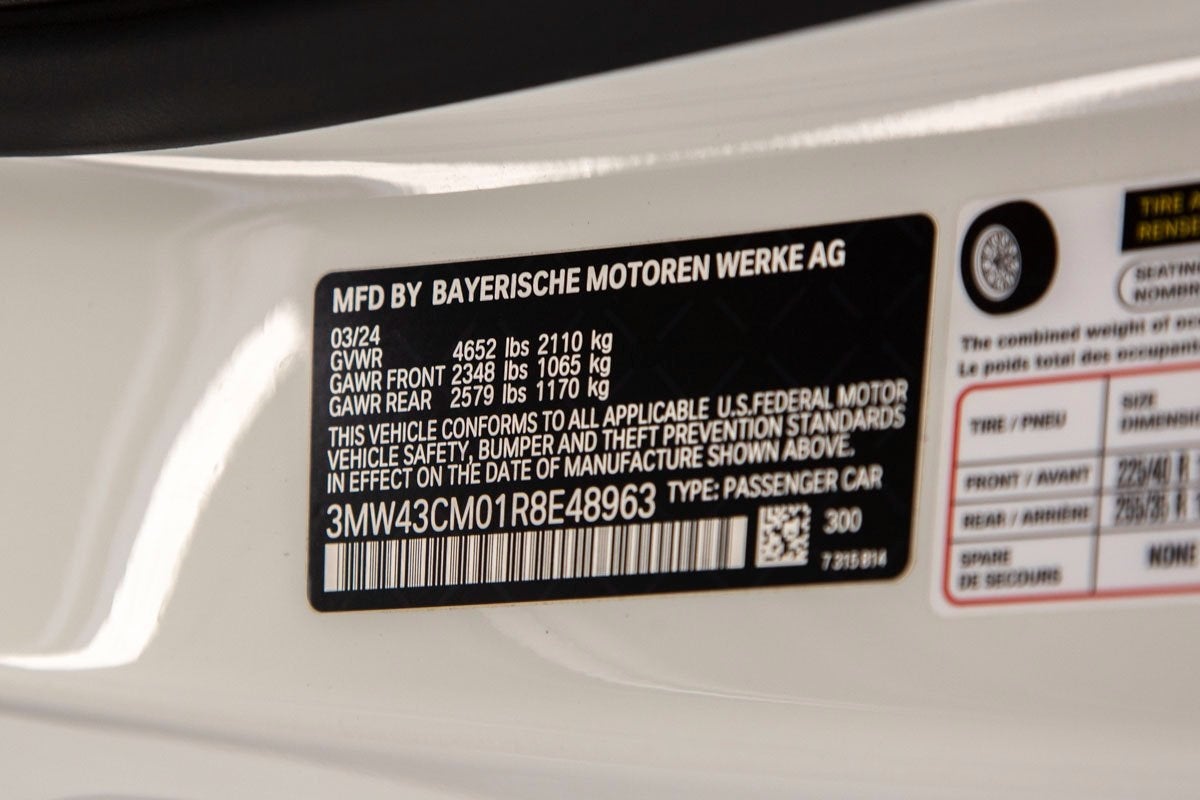 MFD BY BAYERISCHE MOTOREN WERKE AG
03/24
GVWR 4652 lbs 2110 kg
GAWR FRONT 2348 lbs 1065 kg
GAWR REAR 2579 lbs 1170 kg
THIS VEHICLE CONFORMS TO ALL APPLICABLE U.S.FEDERAL MOTOR
VEHICLE SAFETY, BUMPER AND THEFT PREVENTION STANDARDS
IN EFFECT ON THE DATE OF MANUFACTURE SHOWN ABOVE.
3MW43CM01R8E48963 TYPE: PASSENGER CAR
300
7 315 814
TIRE
The combined weight of
Le poids total des
TIRE / PNEU
SIZE
FRONT / AVANT 225/40 R
REAR / ARRIÈRE 255/35 R
SPARE
DE SECOURS
NONE